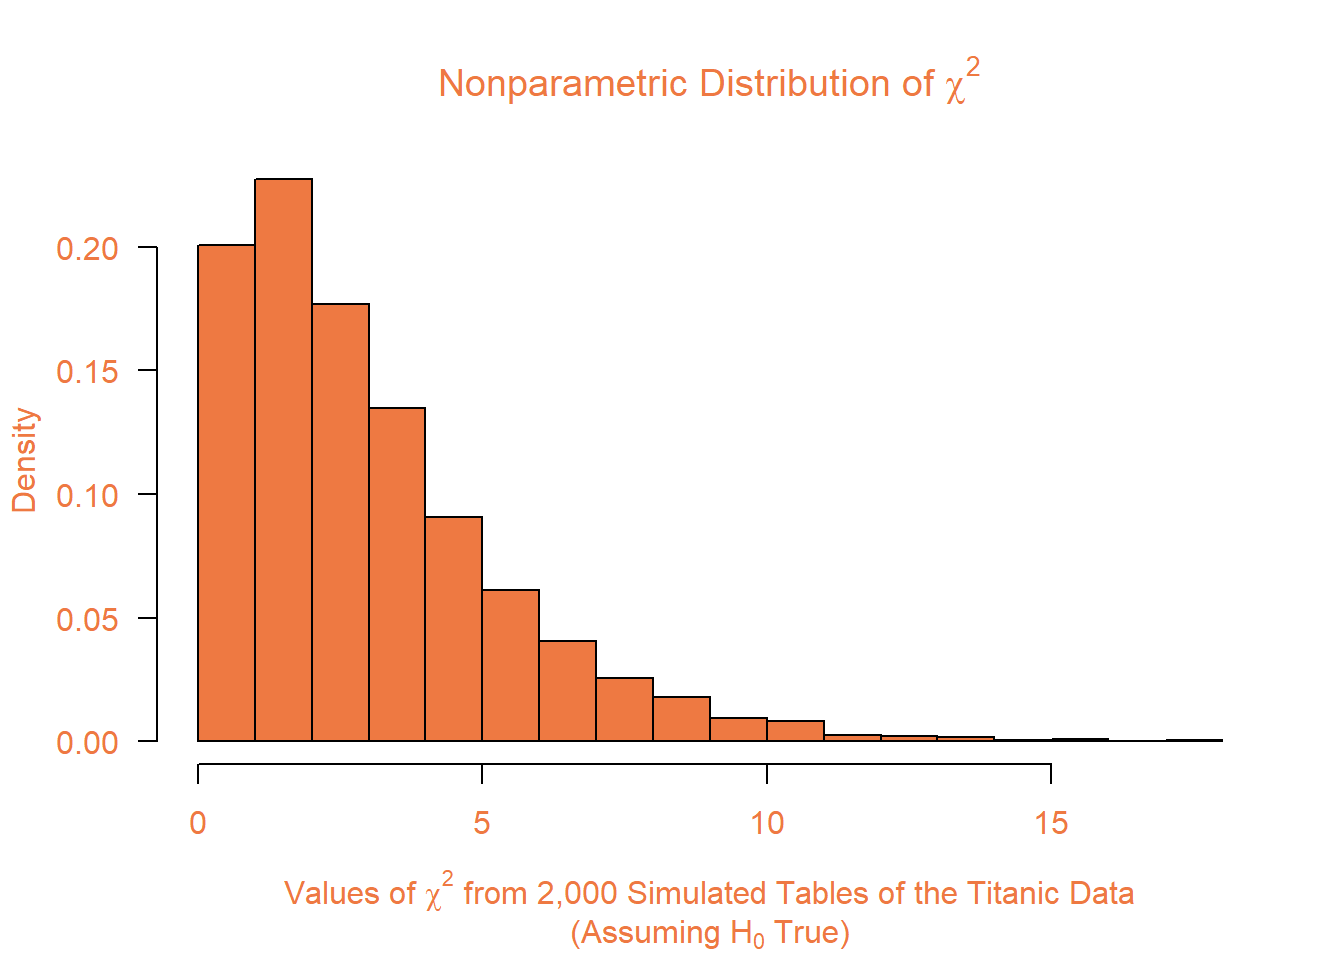 Nonparametric Distribution of χ²
0.20
0.15
0.10
0.05
0.00
Density
0 5 10 15
Values of χ² from 2,000 Simulated Tables of the Titanic Data
(Assuming H₀ True)